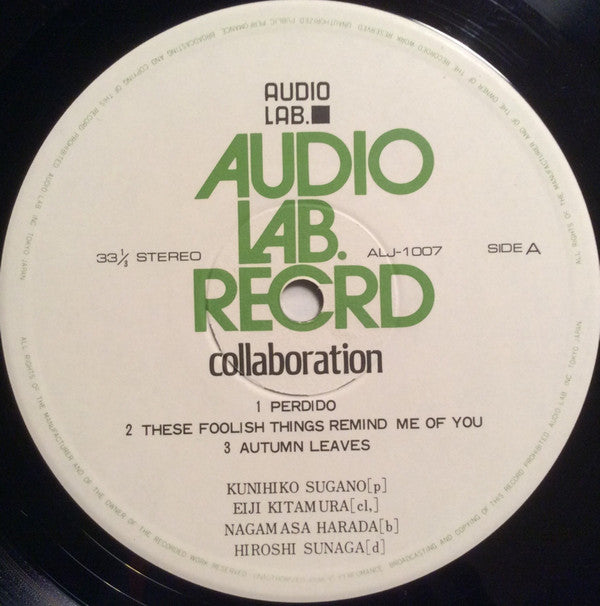 AUDIO
LAB.
AUDIO
LAB.
RECRD
33⅓ STEREO
ALJ-1007
SIDE A
collaboration
1 PERDIDO
2 THESE FOOLISH THINGS REMIND ME OF YOU
3 AUTUMN LEAVES
KUNIHIKO SUGANO[p]
EIJI KITAMURA[cl,]
NAGAMASA HARADA[b]
HIROSHI SUNAGA[d]
ALL RIGHTS OF THE MANUFACTURER AND OF THE OWNER OF THE RECORDED WORK RESERVED UNAUTHORIZED PUBLIC PERFORMANCE BROADCASTING AND COPYING OF THIS RECORD PROHIBITED AUDIO LAB INC TOKYO JAPAN